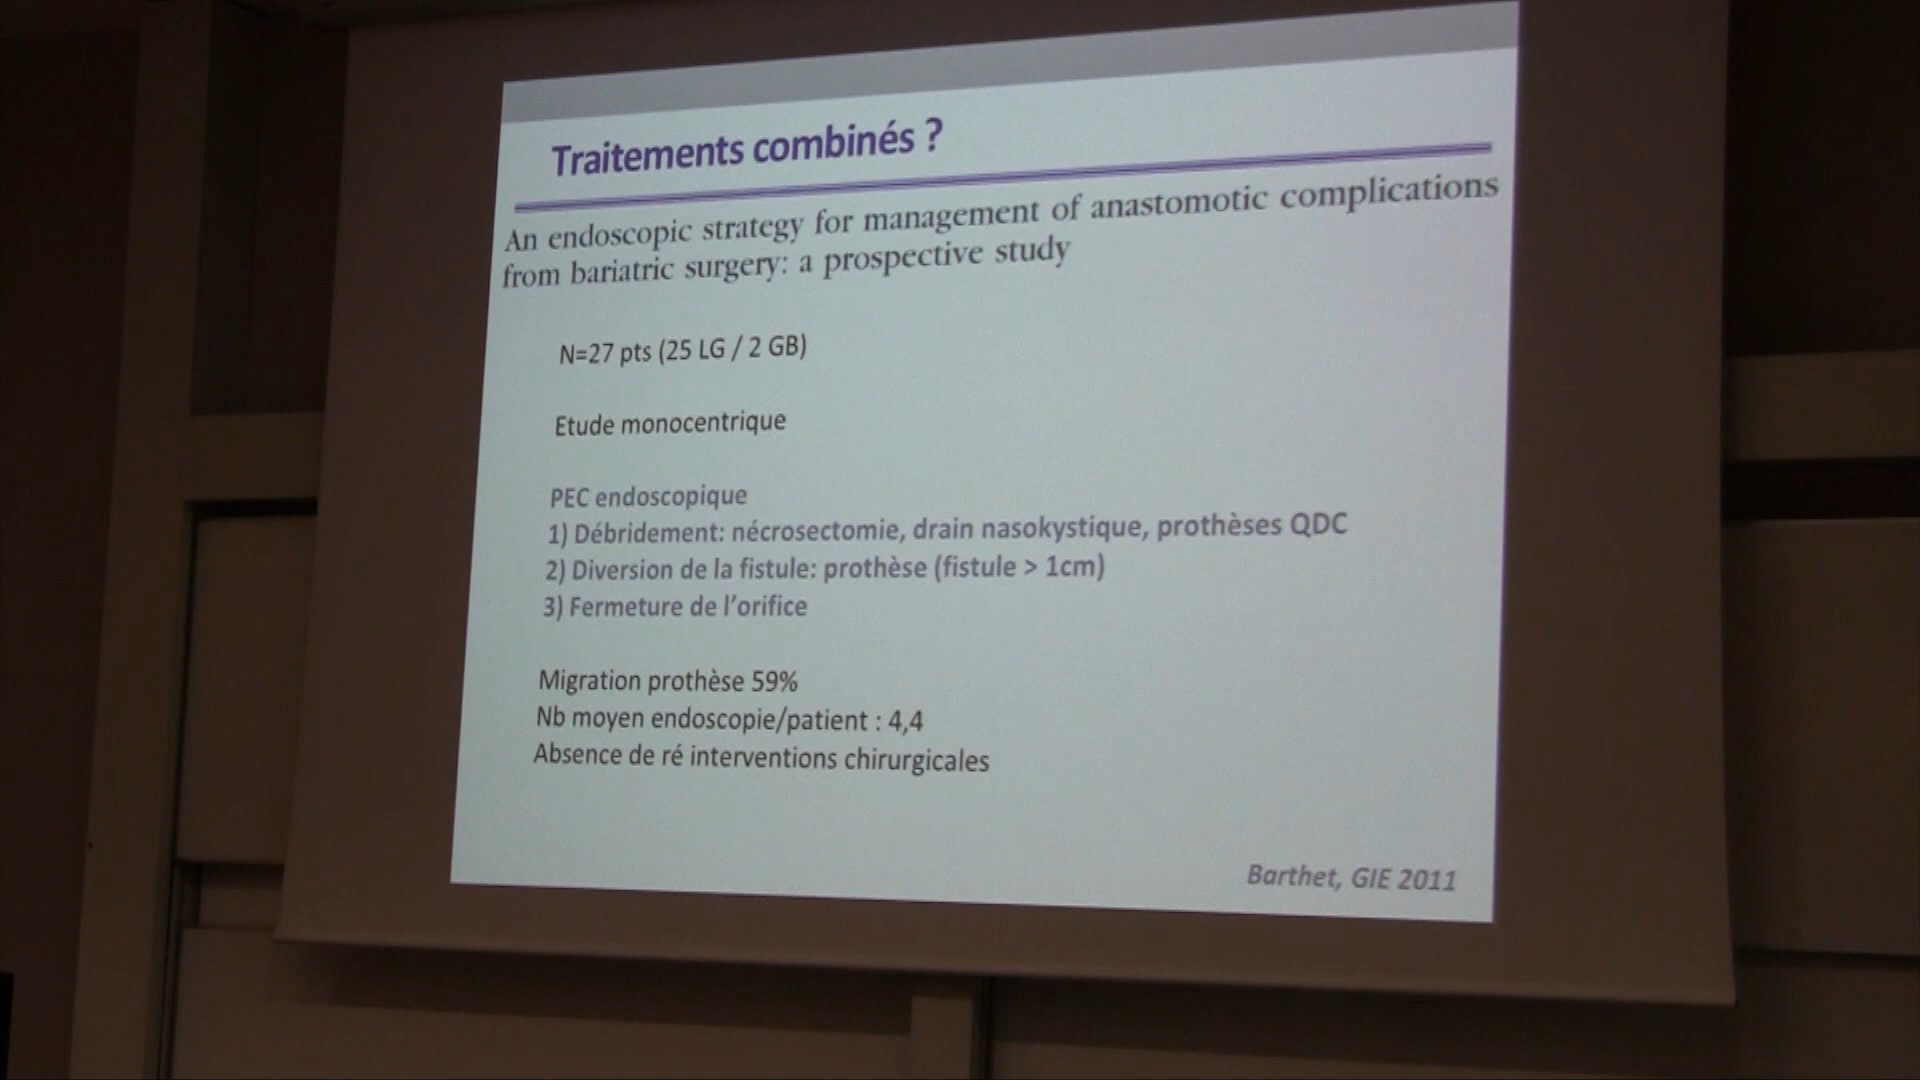 Traitements combinés ?
An endoscopic strategy for management of anastomotic complications
from bariatric surgery: a prospective study
N=27 pts (25 LG / 2 GB)
Etude monocentrique
PEC endoscopique
1) Débridement: nécrosectomie, drain nasokystique, prothèses QDC
2) Diversion de la fistule: prothèse (fistule > 1cm)
3) Fermeture de l'orifice
Migration prothèse 59%
Nb moyen endoscopie/patient : 4,4
Absence de ré interventions chirurgicales
Barthet, GIE 2011